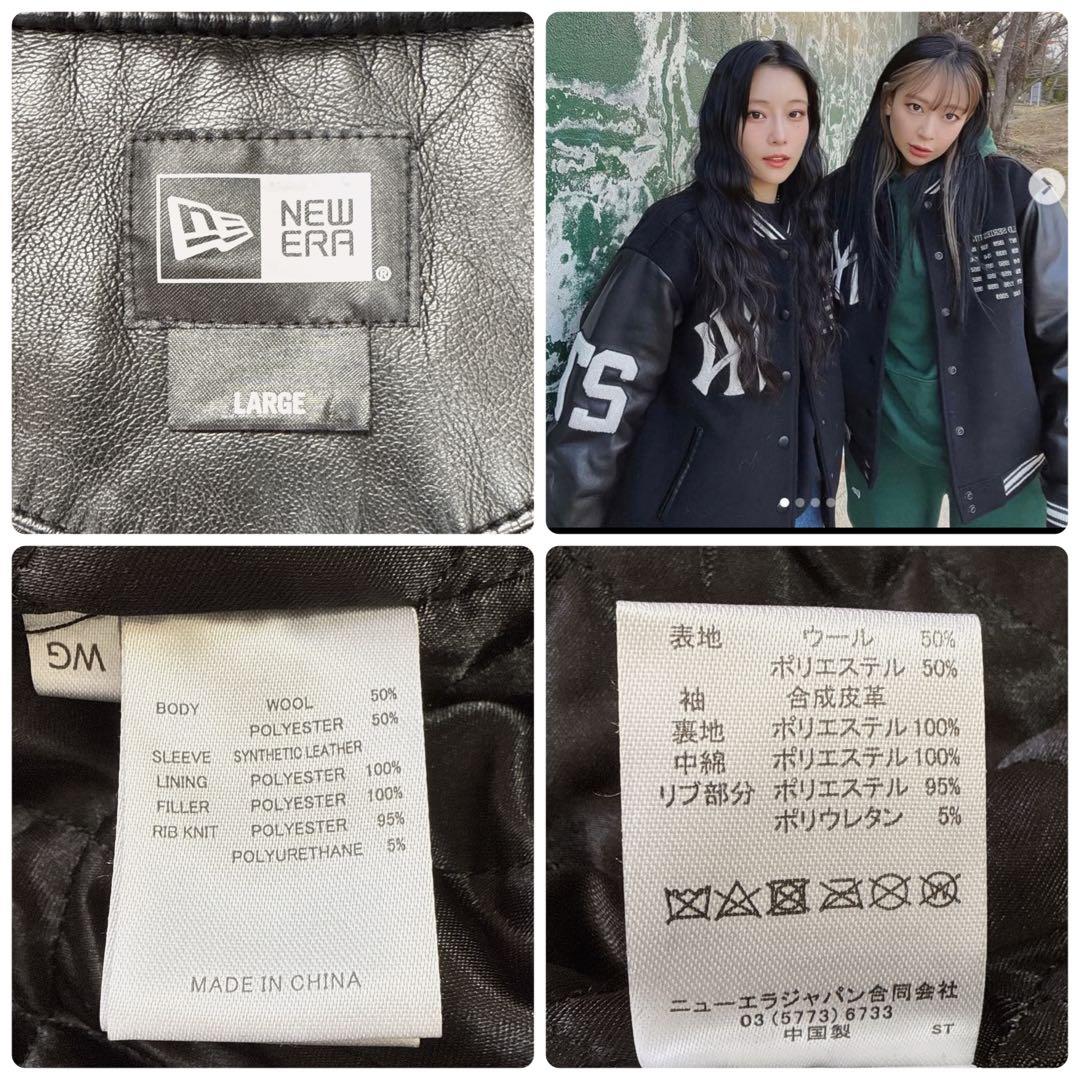 NEW
ERA
®
LARGE
TS
NY
NY
WG
BODY WOOL 50%
POLYESTER 50%
SLEEVE SYNTHETIC LEATHER
LINING POLYESTER 100%
FILLER POLYESTER 100%
RIB KNIT POLYESTER 95%
POLYURETHANE 5%
MADE IN CHINA
表地 ウール 50%
ポリエステル 50%
袖 合成皮革
裏地 ポリエステル 100%
中綿 ポリエステル 100%
リブ部分 ポリエステル 95%
ポリウレタン 5%
W
ニューエラジャパン合同会社
03 (5773) 6733
中国製 ST